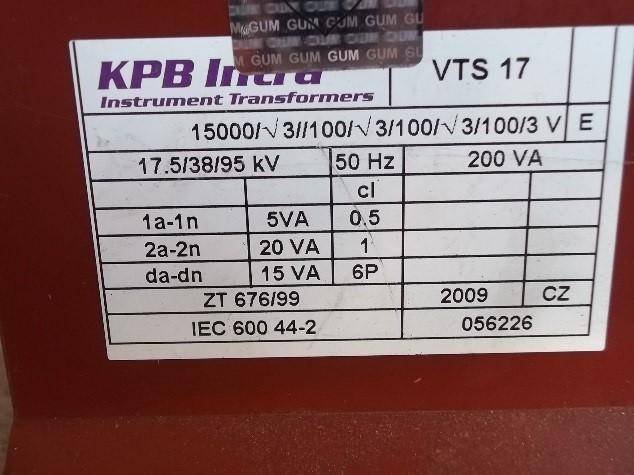 GUM GUM GUM GUM
GUM GUM GUM GUM
KPB Intra
VTS 17
Instrument Transformers
15000/√3//100/√3/100/√3/100/3 V E
17.5/38/95 kV 50 Hz 200 VA
cl
1a-1n 5VA 0.5
2a-2n 20 VA 1
da-dn 15 VA 6P
ZT 676/99 2009 CZ
IEC 600 44-2 056226